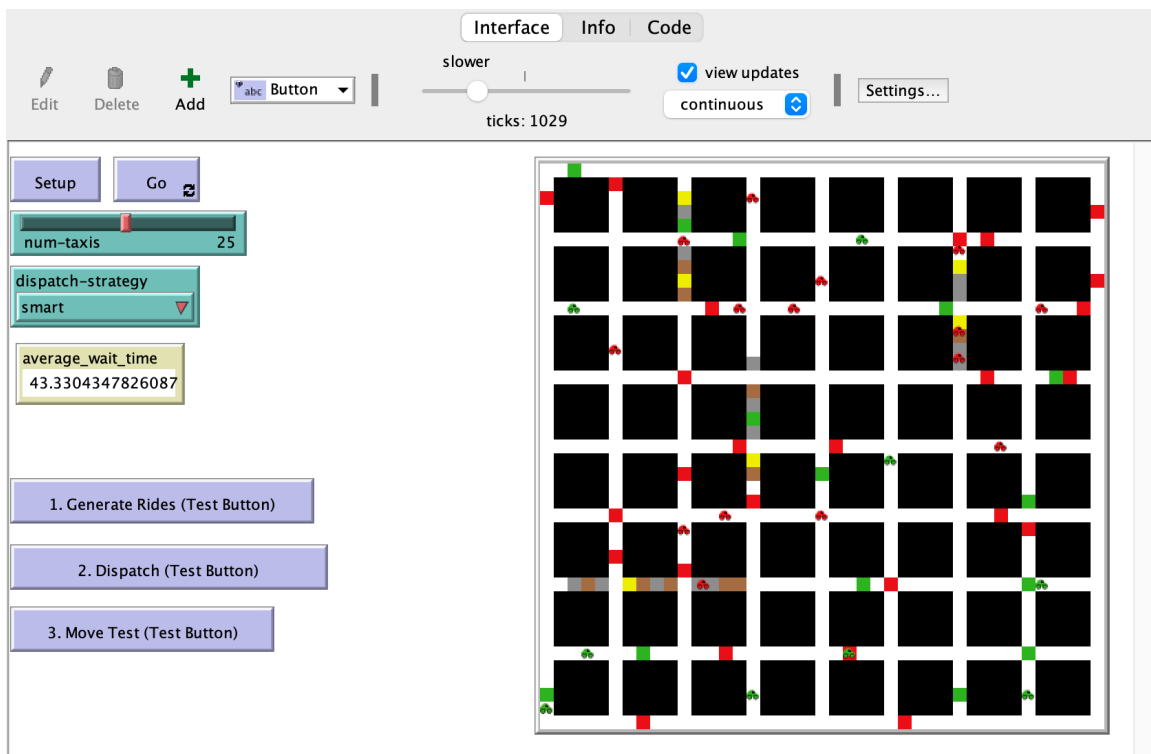 Interface Info Code
slower
view updates
Edit Delete Add abc Button
continuous
Settings...
ticks: 1029
Setup Go
num-taxis 25
dispatch-strategy
smart
average_wait_time
43.3304347826087
1. Generate Rides (Test Button)
2. Dispatch (Test Button)
3. Move Test (Test Button)